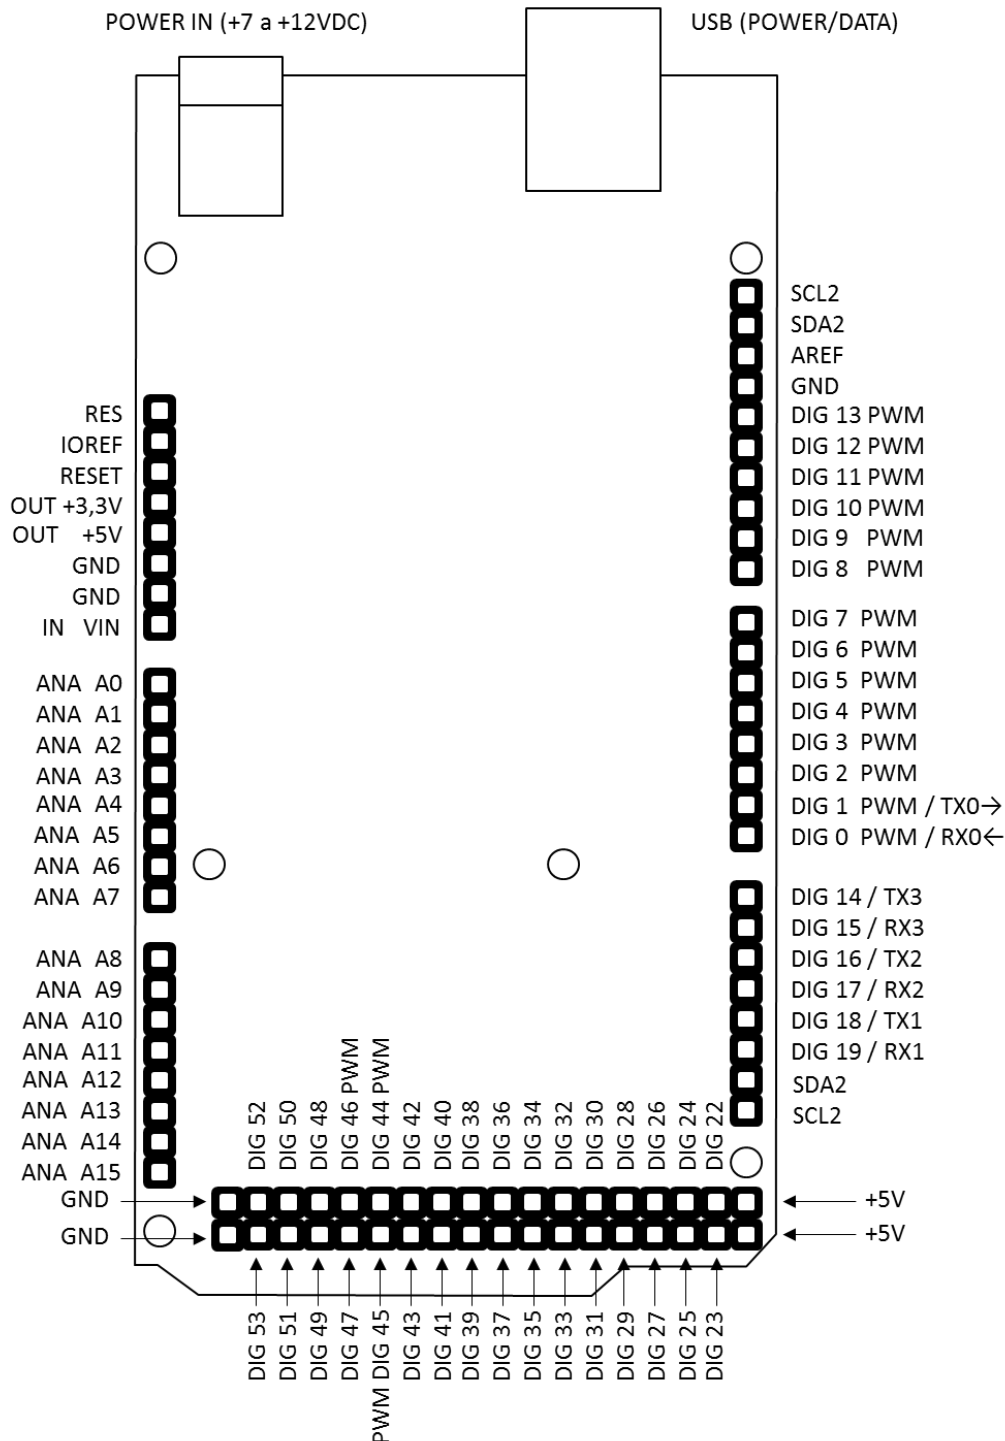 POWER IN (+7 a +12VDC)
USB (POWER/DATA)
RES
IOREF
RESET
OUT +3,3V
OUT +5V
GND
GND
IN VIN
ANA A0
ANA A1
ANA A2
ANA A3
ANA A4
ANA A5
ANA A6
ANA A7
ANA A8
ANA A9
ANA A10
ANA A11
ANA A12
ANA A13
ANA A14
ANA A15
GND
GND
SCL2
SDA2
AREF
GND
DIG 13 PWM
DIG 12 PWM
DIG 11 PWM
DIG 10 PWM
DIG 9 PWM
DIG 8 PWM
DIG 7 PWM
DIG 6 PWM
DIG 5 PWM
DIG 4 PWM
DIG 3 PWM
DIG 2 PWM
DIG 1 PWM / TX0→
DIG 0 PWM / RX0←
DIG 14 / TX3
DIG 15 / RX3
DIG 16 / TX2
DIG 17 / RX2
DIG 18 / TX1
DIG 19 / RX1
SDA2
SCL2
+5V
+5V
DIG 52
DIG 50
DIG 48
DIG 46 PWM
DIG 44 PWM
DIG 42
DIG 40
DIG 38
DIG 36
DIG 34
DIG 32
DIG 30
DIG 28
DIG 26
DIG 24
DIG 22
DIG 53
DIG 51
DIG 49
DIG 47
PWM DIG 45
DIG 43
DIG 41
DIG 39
DIG 37
DIG 35
DIG 33
DIG 31
DIG 29
DIG 27
DIG 25
DIG 23